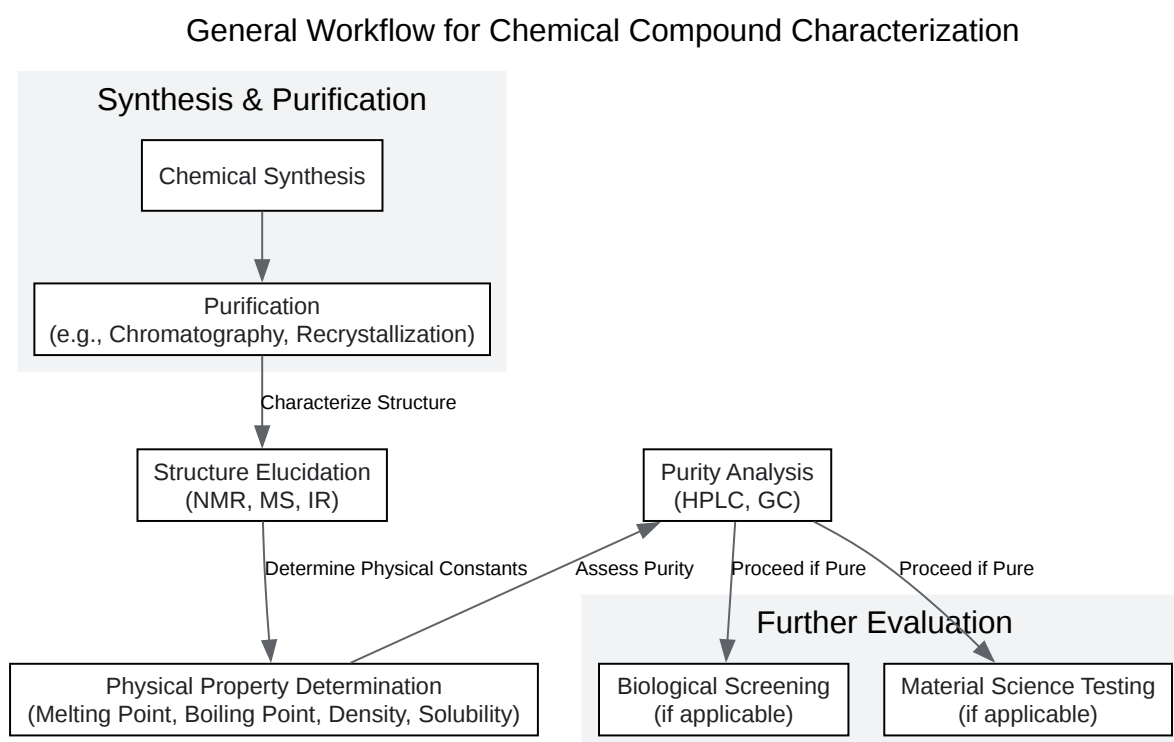 General Workflow for Chemical Compound Characterization
Synthesis & Purification
Chemical Synthesis
Purification
(e.g., Chromatography, Recrystallization)
Characterize Structure
Structure Elucidation
(NMR, MS, IR)
Purity Analysis
(HPLC, GC)
Determine Physical Constants
Assess Purity
Proceed if Pure
Proceed if Pure
Further Evaluation
Physical Property Determination
(Melting Point, Boiling Point, Density, Solubility)
Biological Screening
(if applicable)
Material Science Testing
(if applicable)